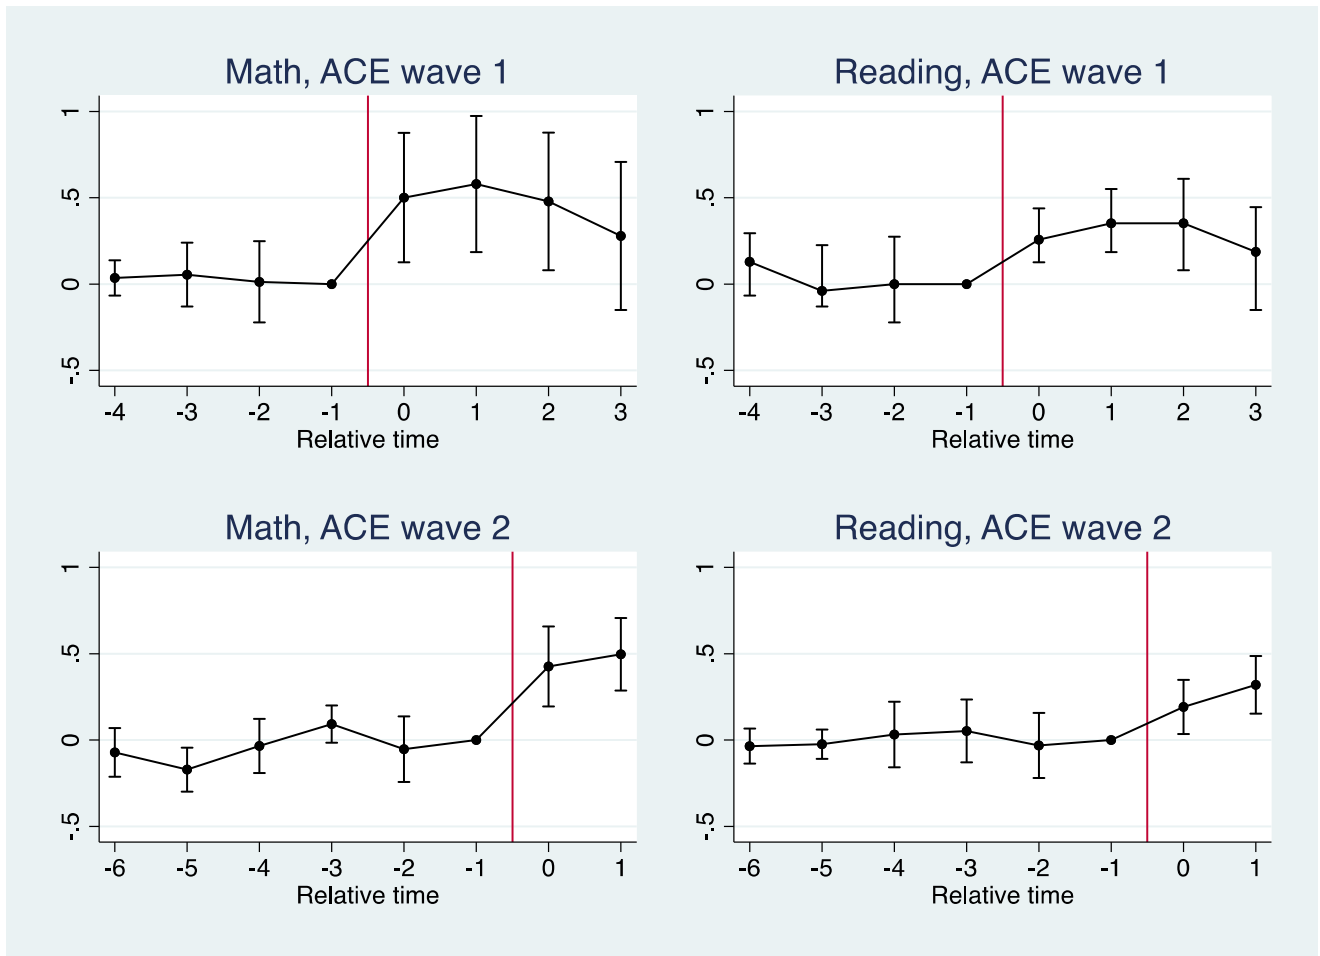 Math, ACE wave 1
1
.5
0
-.5
-4 -3 -2 -1 0 1 2 3
Relative time
Reading, ACE wave 1
1
.5
0
-.5
-4 -3 -2 -1 0 1 2 3
Relative time
Math, ACE wave 2
1
.5
0
-.5
-6 -5 -4 -3 -2 -1 0 1
Relative time
Reading, ACE wave 2
1
.5
0
-.5
-6 -5 -4 -3 -2 -1 0 1
Relative time